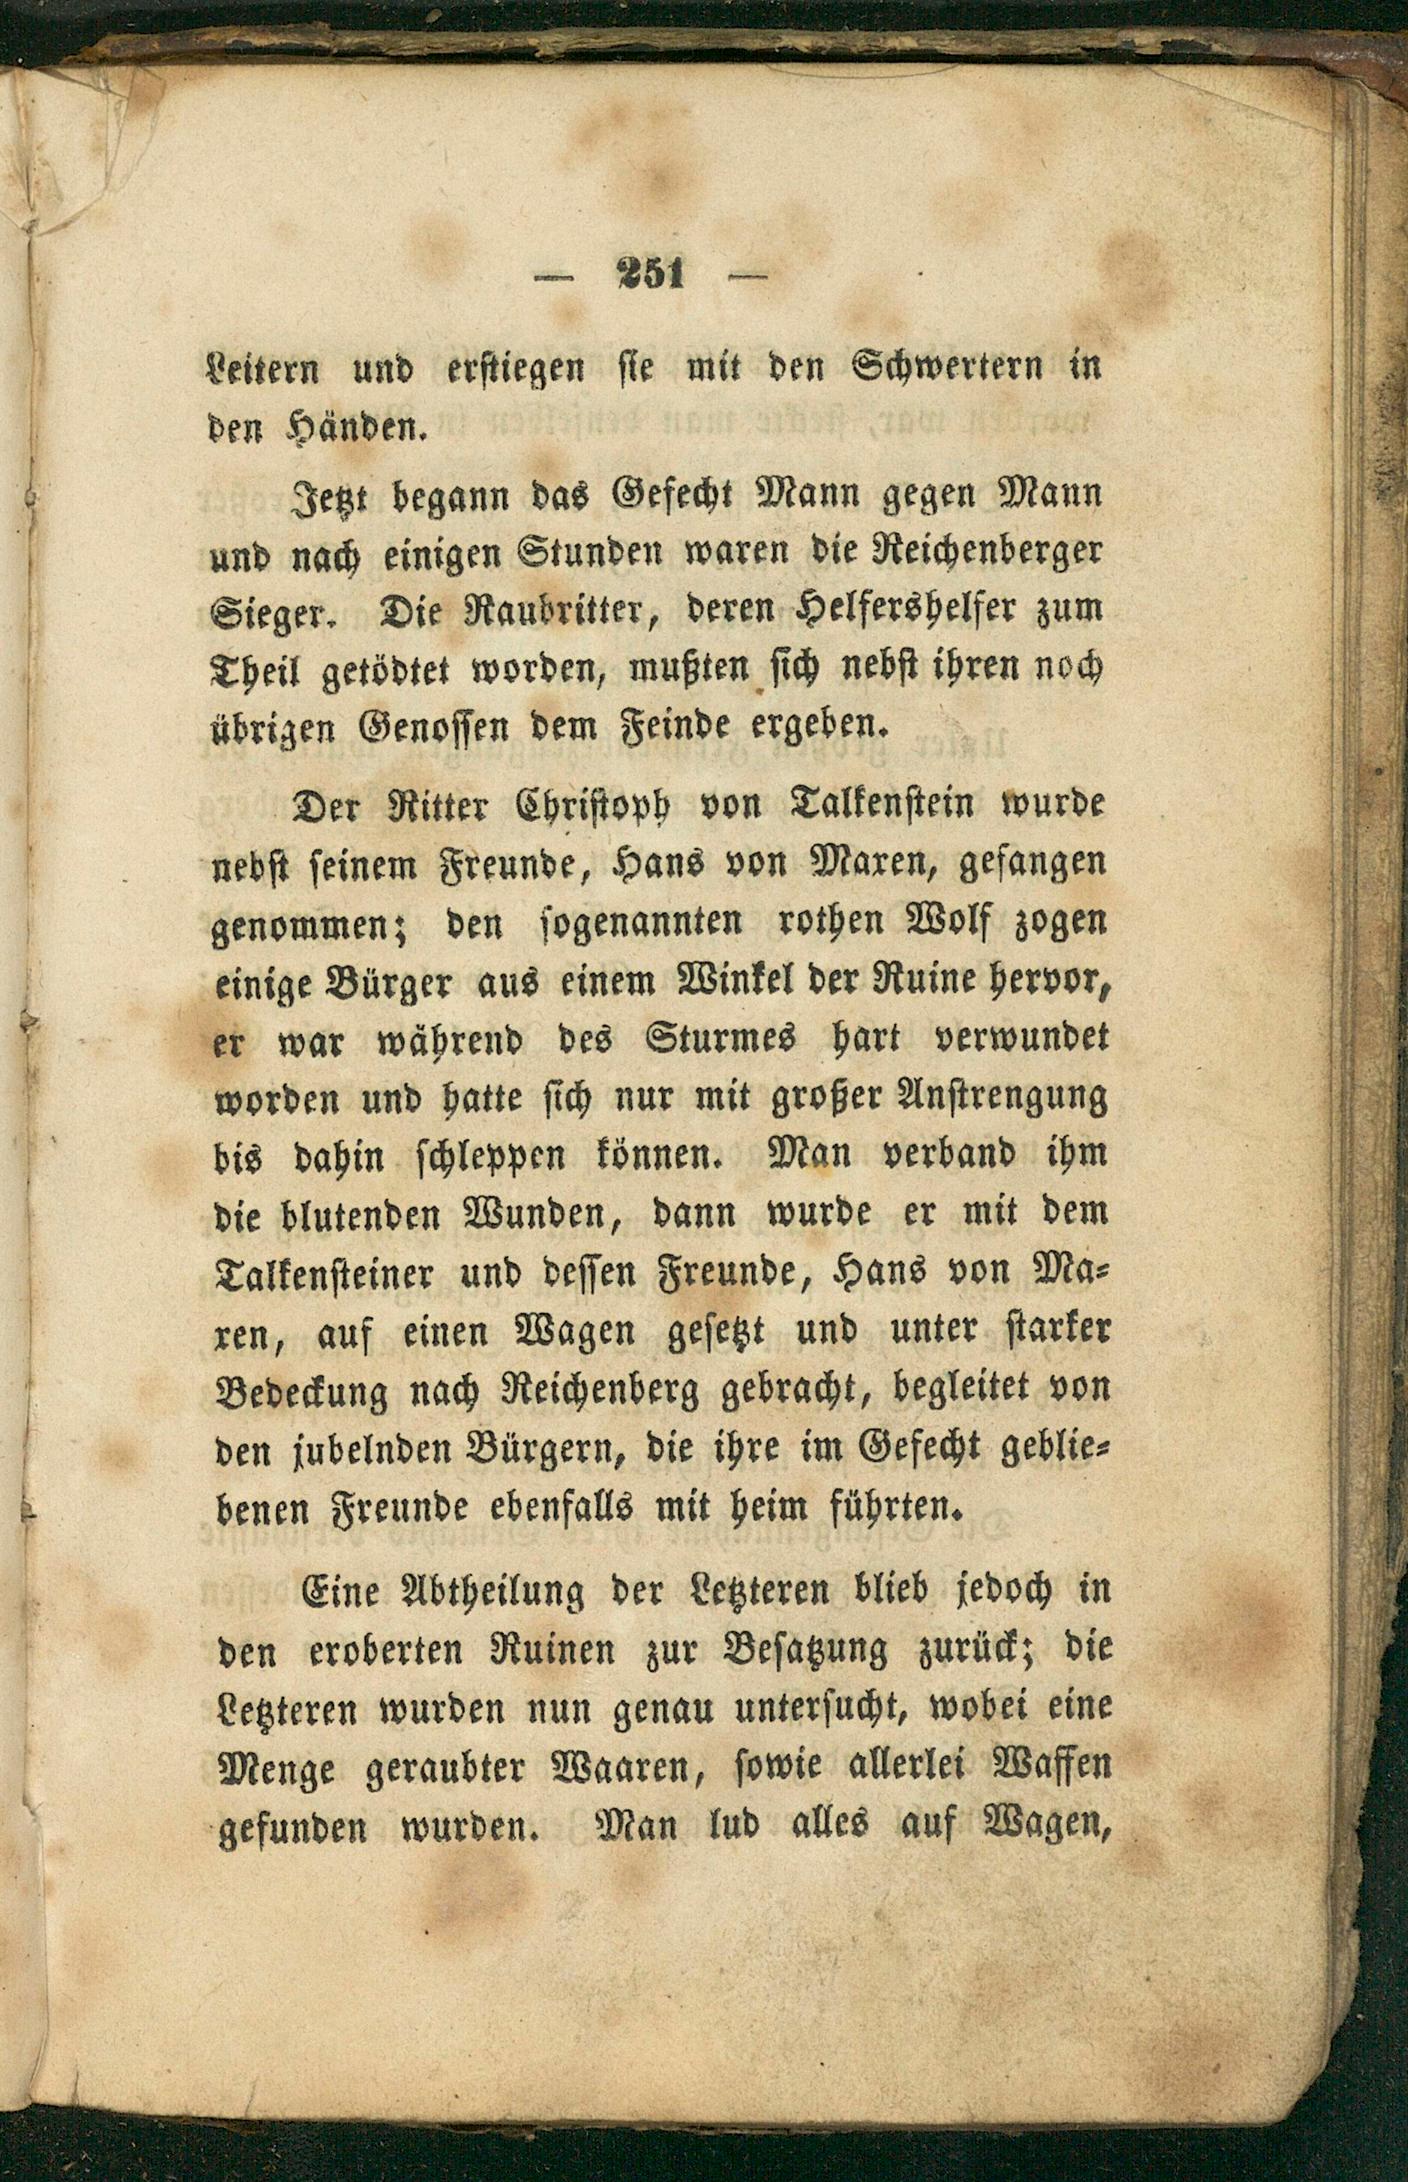 — 251 —
Leitern und erstiegen sie mit den Schwertern in
den Händen.
Jetzt begann das Gefecht Mann gegen Mann
und nach einigen Stunden waren die Reichenberger
Sieger. Die Raubritter, deren Helfershelfer zum
Theil getödtet worden, mußten sich nebst ihren noch
übrigen Genossen dem Feinde ergeben.
Der Ritter Christoph von Talkenstein wurde
nebst seinem Freunde, Hans von Maxen, gefangen
genommen; den sogenannten rothen Wolf zogen
einige Bürger aus einem Winkel der Ruine hervor,
er war während des Sturmes hart verwundet
worden und hatte sich nur mit großer Anstrengung
bis dahin schleppen können. Man verband ihm
die blutenden Wunden, dann wurde er mit dem
Talkensteiner und dessen Freunde, Hans von Ma-
xen, auf einen Wagen gesetzt und unter starker
Bedeckung nach Reichenberg gebracht, begleitet von
den jubelnden Bürgern, die ihre im Gefecht geblie-
benen Freunde ebenfalls mit heim führten.
Eine Abtheilung der Letzteren blieb jedoch in
den eroberten Ruinen zur Besatzung zurück; die
Letzteren wurden nun genau untersucht, wobei eine
Menge geraubter Waaren, sowie allerlei Waffen
gefunden wurden. Man lud alles auf Wagen,